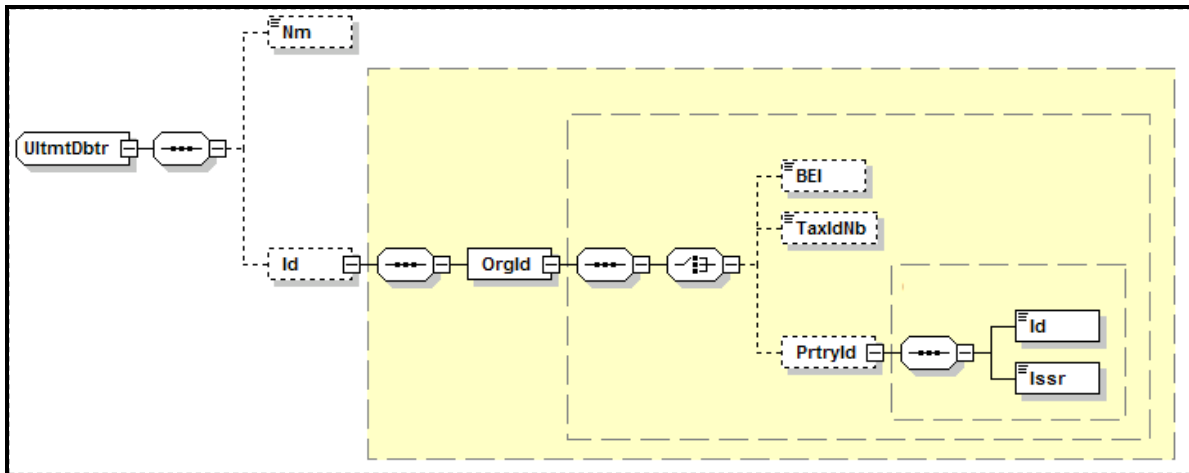 Nm
UltmtDbtr
BEI
TaxIdNb
Id
OrgId
Id
PrtryId
Issr